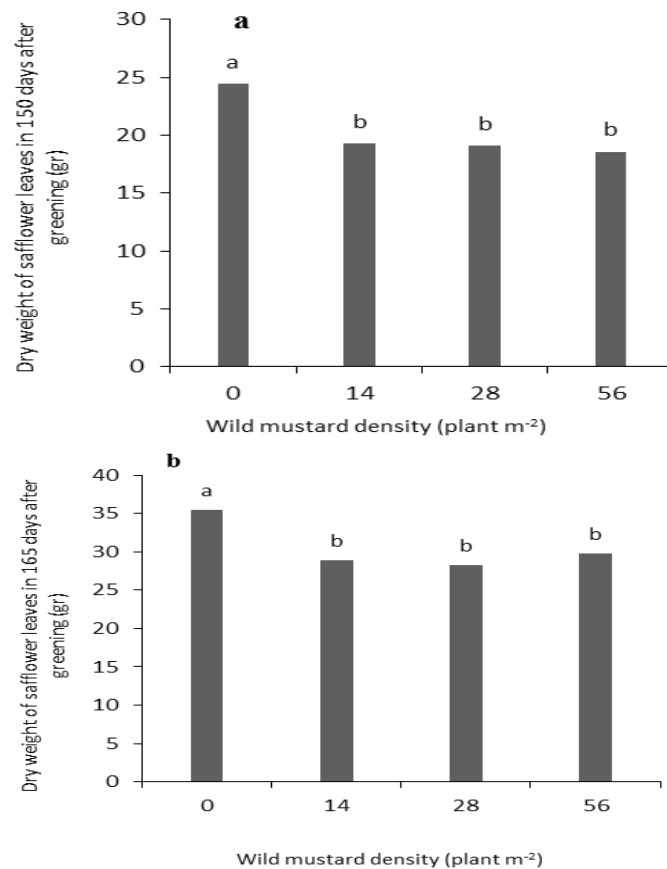 a
Dry weight of safflower leaves in 150 days after
greening (gr)
30
25
20
15
10
5
0
a
b
b
b
0 14 28 56
Wild mustard density (plant m⁻²)
b
Dry weight of safflower leaves in 165 days after
greening (gr)
40
35
30
25
20
15
10
5
0
a
b
b
b
0 14 28 56
Wild mustard density (plant m⁻²)